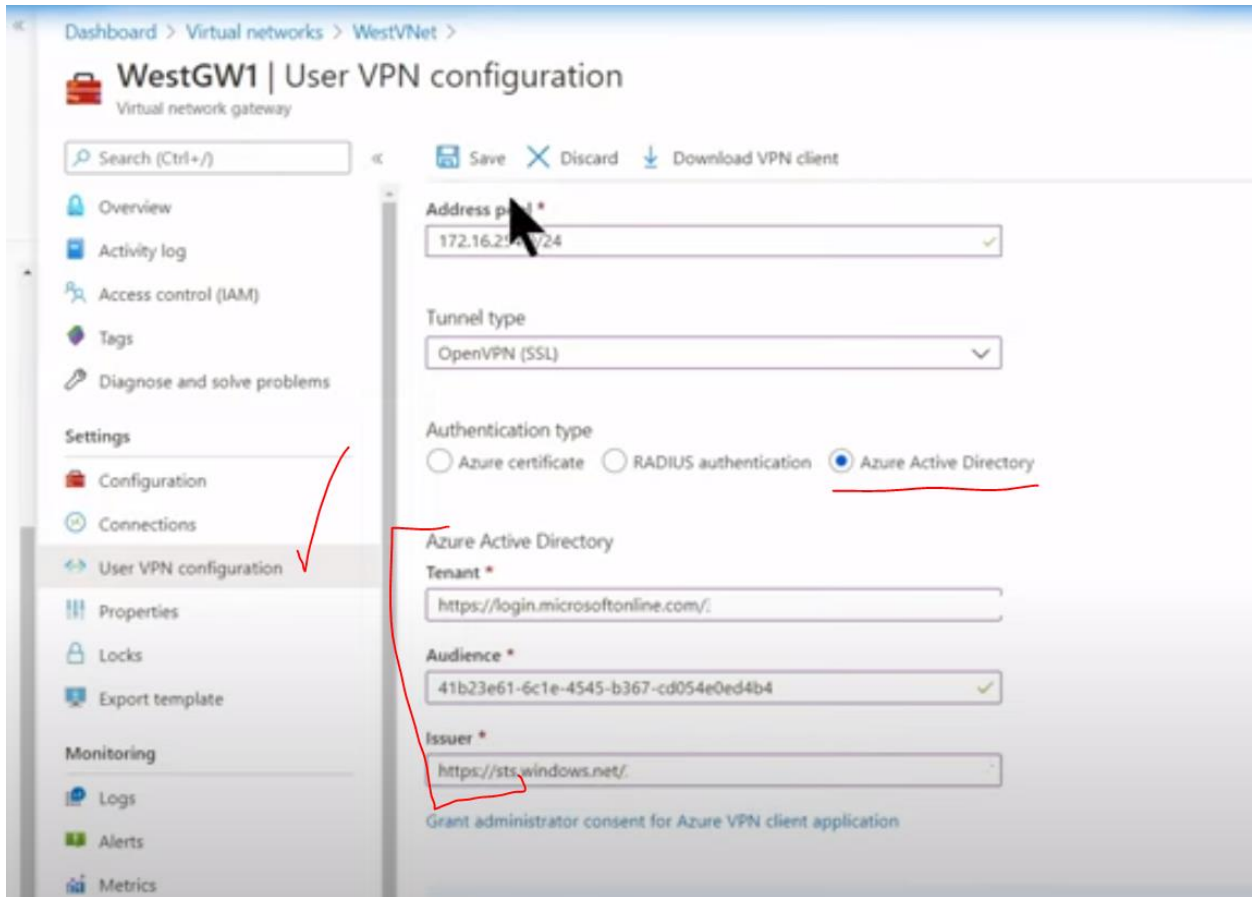 Dashboard > Virtual networks > WestVNet >
WestGW1 | User VPN configuration
Virtual network gateway
Search (Ctrl+/)
Save Discard Download VPN client
Overview
Activity log
Access control (IAM)
Tags
Diagnose and solve problems
Settings
Configuration
Connections
User VPN configuration
Properties
Locks
Export template
Monitoring
Logs
Alerts
Metrics
Address *
/24
Tunnel type
OpenVPN (SSL)
Authentication type
Azure certificate RADIUS authentication Azure Active Directory
Azure Active Directory
Tenant *
https://login.microsoftonline.com/
Audience *
41b23e61-6c1e-4545-b367-cd054e0ed4b4
Issuer *
https://sts.windows.net/
Grant administrator consent for Azure VPN client application